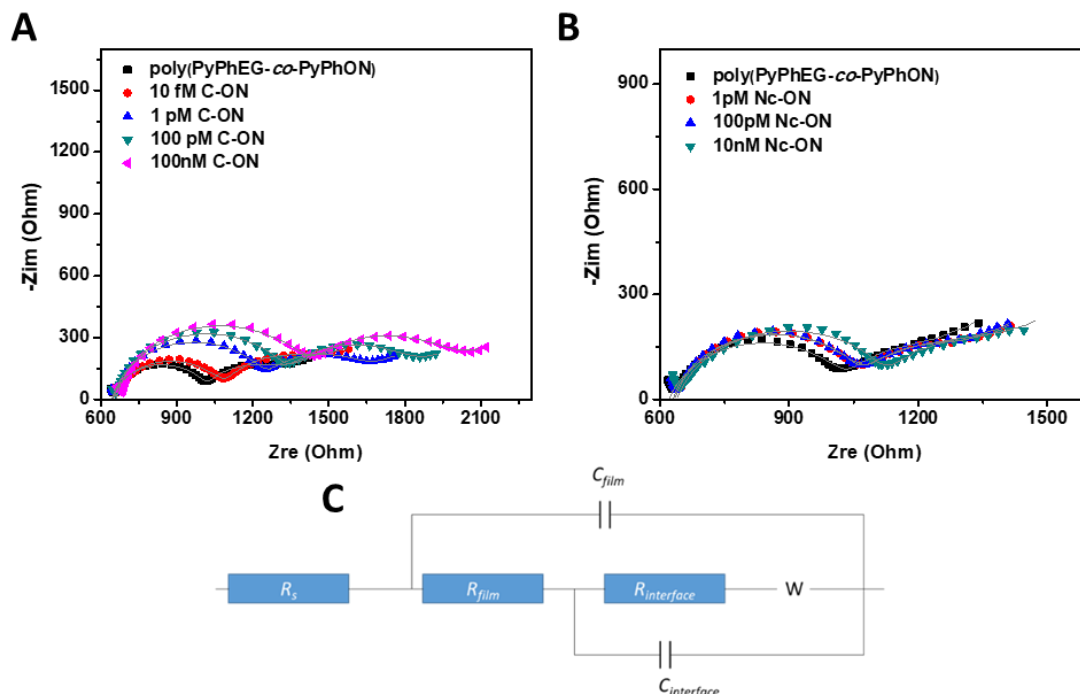 A
poly(PyPhEG-co-PyPhON)
10 fM C-ON
1 pM C-ON
100 pM C-ON
100nM C-ON
1500
1200
900
600
300
0
600 900 1200 1500 1800 2100
-Zim (Ohm)
Zre (Ohm)
B
poly(PyPhEG-co-PyPhON)
1pM Nc-ON
100pM Nc-ON
10nM Nc-ON
900
600
300
0
600 900 1200 1500
-Zim (Ohm)
Zre (Ohm)
C
Cfilm
Rs Rfilm Rinterface W
Cinterface